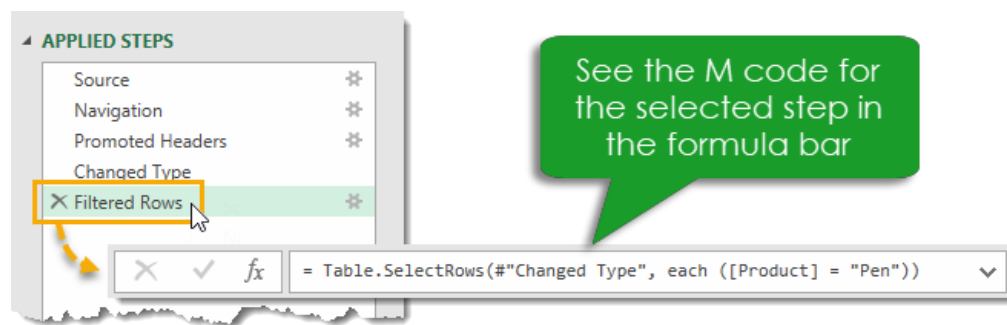 APPLIED STEPS
Source
Navigation
Promoted Headers
Changed Type
Filtered Rows
See the M code for
the selected step in
the formula bar
fx
= Table.SelectRows(#"Changed Type", each ([Product] = "Pen"))